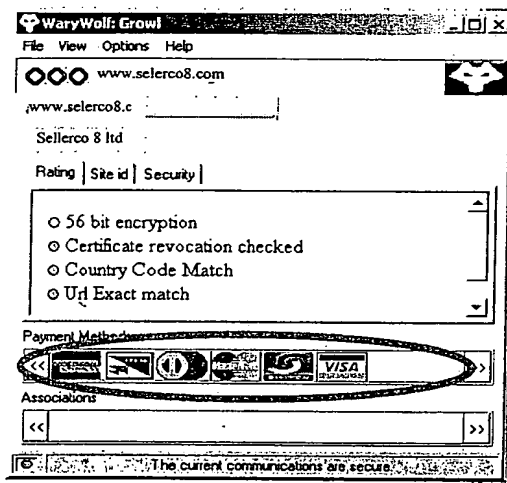 WaryWolf: Growl
File View Options Help
www.selerco8.com
www.selerco8.c
Sellerco 8 ltd
Rating Site id Security
56 bit encryption
Certificate revocation checked
Country Code Match
Url Exact match
Payment Methods
<< VISA >>
Associations
<< >>
The current communications are secure